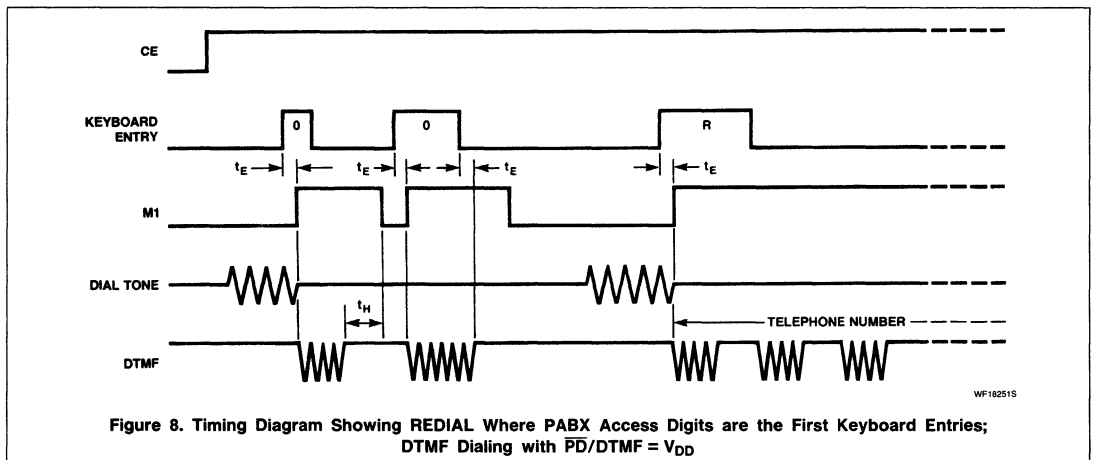 CE
KEYBOARD
ENTRY
0
0
R
tE
tE
tE
tE
M1
DIAL TONE
tH
TELEPHONE NUMBER
DTMF
WF18251S
Figure 8. Timing Diagram Showing REDIAL Where PABX Access Digits are the First Keyboard Entries;
DTMF Dialing with P̅D̅/DTMF = VDD